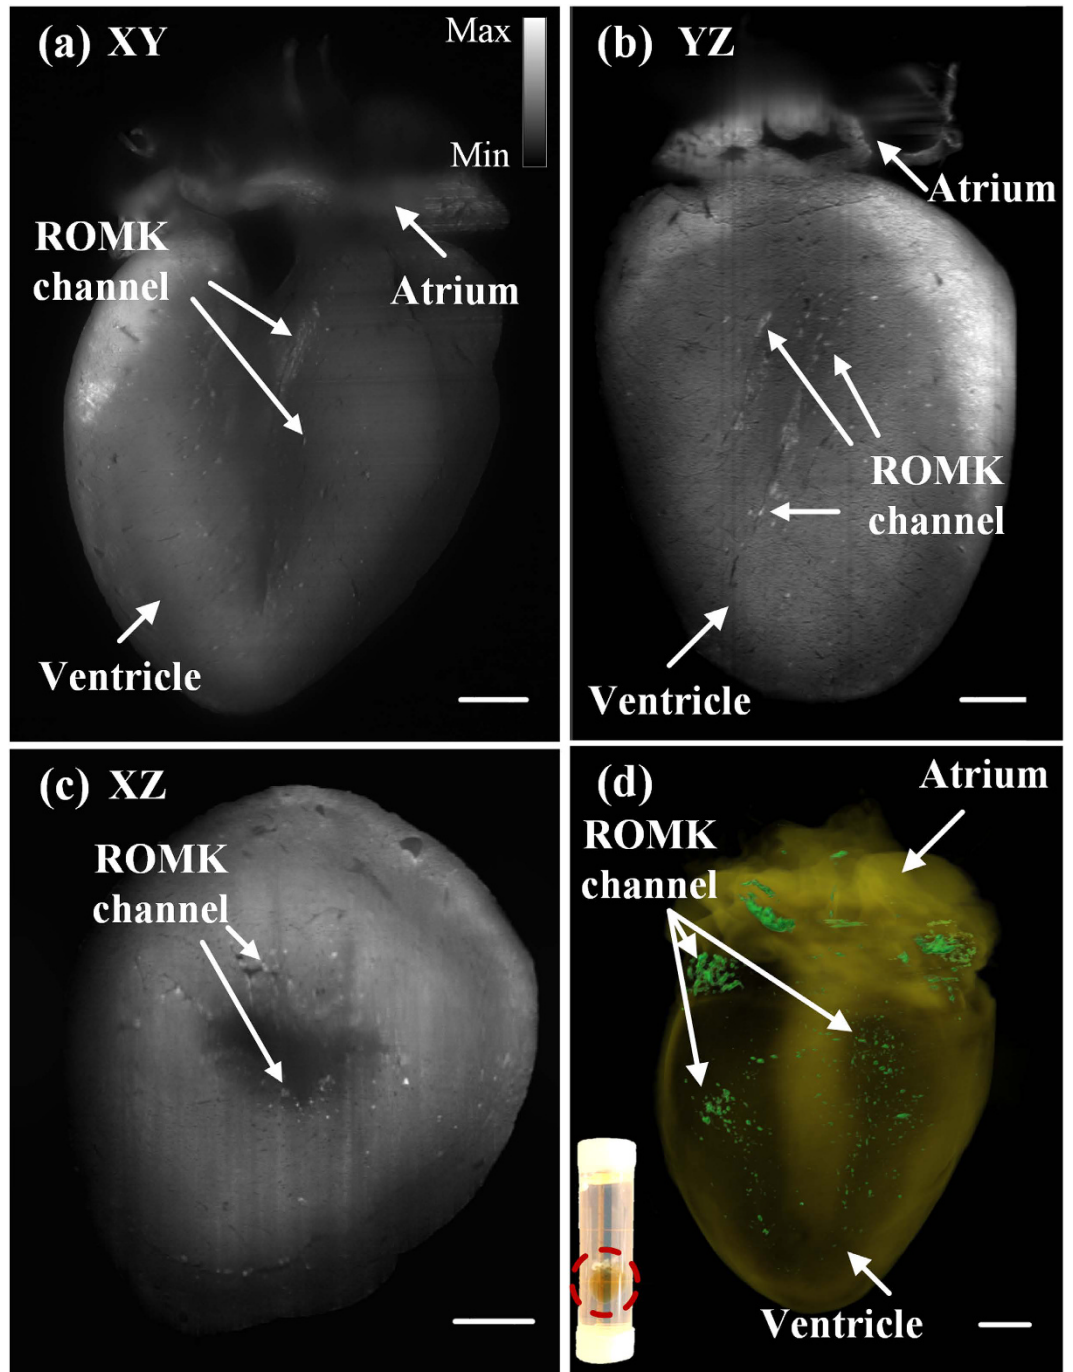 (a) XY
Max
Min
ROMK
channel
Atrium
Ventricle
(b) YZ
Atrium
ROMK
channel
Ventricle
(c) XZ
ROMK
channel
(d)
Atrium
ROMK
channel
Ventricle